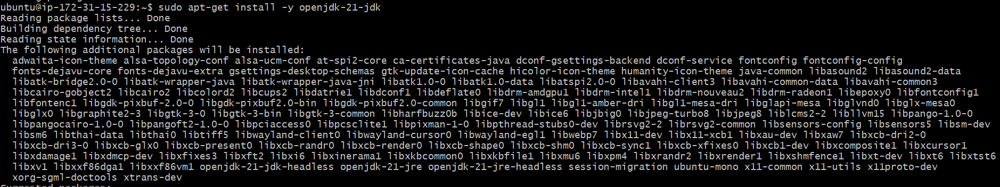 ubuntu@ip-172-31-15-229:~$ sudo apt-get install -y openjdk-21-jdk
Reading package lists... Done
Building dependency tree... Done
Reading state information... Done
The following additional packages will be installed:
adwaita-icon-theme alsa-topology-conf alsa-ucm-conf at-spi2-core ca-certificates-java dconf-gsettings-backend dconf-service fontconfig fontconfig-config
fonts-dejavu-core fonts-dejavu-extra gsettings-desktop-schemas gtk-update-icon-cache hicolor-icon-theme humanity-icon-theme java-common libasound2 libasound2-data
libatk-bridge2.0-0 libatk-wrapper-java libatk-wrapper-java-jni libatk1.0-0 libatk1.0-data libatspi2.0-0 libavahi-client3 libavahi-common-data libavahi-common3
libcairo-gobject2 libcairo2 libcolord2 libcups2 libdatrie1 libdconf1 libdeflate0 libdrm-amdgpu1 libdrm-intel1 libdrm-nouveau2 libdrm-radeon1 libepoxy0 libfontconfig1
libfontenc1 libgdk-pixbuf-2.0-0 libgdk-pixbuf2.0-bin libgdk-pixbuf2.0-common libgif7 libgl1 libgl1-amber-dri libgl1-mesa-dri libglapi-mesa libglvnd0 libglx-mesa0
libglx0 libgraphite2-3 libgtk-3-0 libgtk-3-bin libgtk-3-common libharfbuzz0b libice-dev libice6 libjbig0 libjpeg-turbo8 libjpeg8 liblcms2-2 libllvm15 libpango-1.0-0
libpangocairo-1.0-0 libpangoft2-1.0-0 libpciaccess0 libpcsclite1 libpixman-1-0 libpthread-stubs0-dev librsvg2-2 librsvg2-common libsensors-config libsensors5 libsm-dev
libsm6 libthai-data libthai0 libtiff5 libwayland-client0 libwayland-cursor0 libwayland-egl1 libwebp7 libx11-dev libx11-xcb1 libxau-dev libxaw7 libxcb-dri2-0
libxcb-dri3-0 libxcb-glx0 libxcb-present0 libxcb-randr0 libxcb-render0 libxcb-shape0 libxcb-shm0 libxcb-sync1 libxcb-xfixes0 libxcb1-dev libxcomposite1 libxcursor1
libxdamage1 libxdmcp-dev libxfixes3 libxft2 libxi6 libxinerama1 libxkbcommon0 libxkbfile1 libxmu6 libxpm4 libxrandr2 libxrender1 libxshmfence1 libxt-dev libxt6 libxtst6
libxv1 libxxf86dga1 libxxf86vm1 openjdk-21-jdk-headless openjdk-21-jre openjdk-21-jre-headless session-migration ubuntu-mono x11-common x11-utils x11proto-dev
xorg-sgml-doctools xtrans-dev